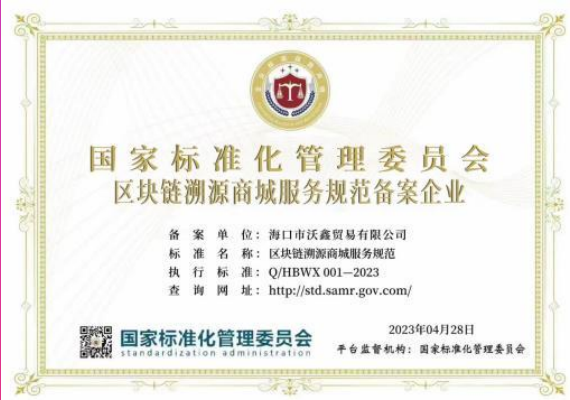 国家标准化管理委员会
区块链溯源商城服务规范备案企业
备案单位：海口市沃鑫贸易有限公司
标准名称：区块链溯源商城服务规范
执行标准：Q/HBWX 001—2023
查询网址：http://std.samr.gov.com/
国家标准化管理委员会
standardization administration
2023年04月28日
平台监督机构：国家标准化管理委员会